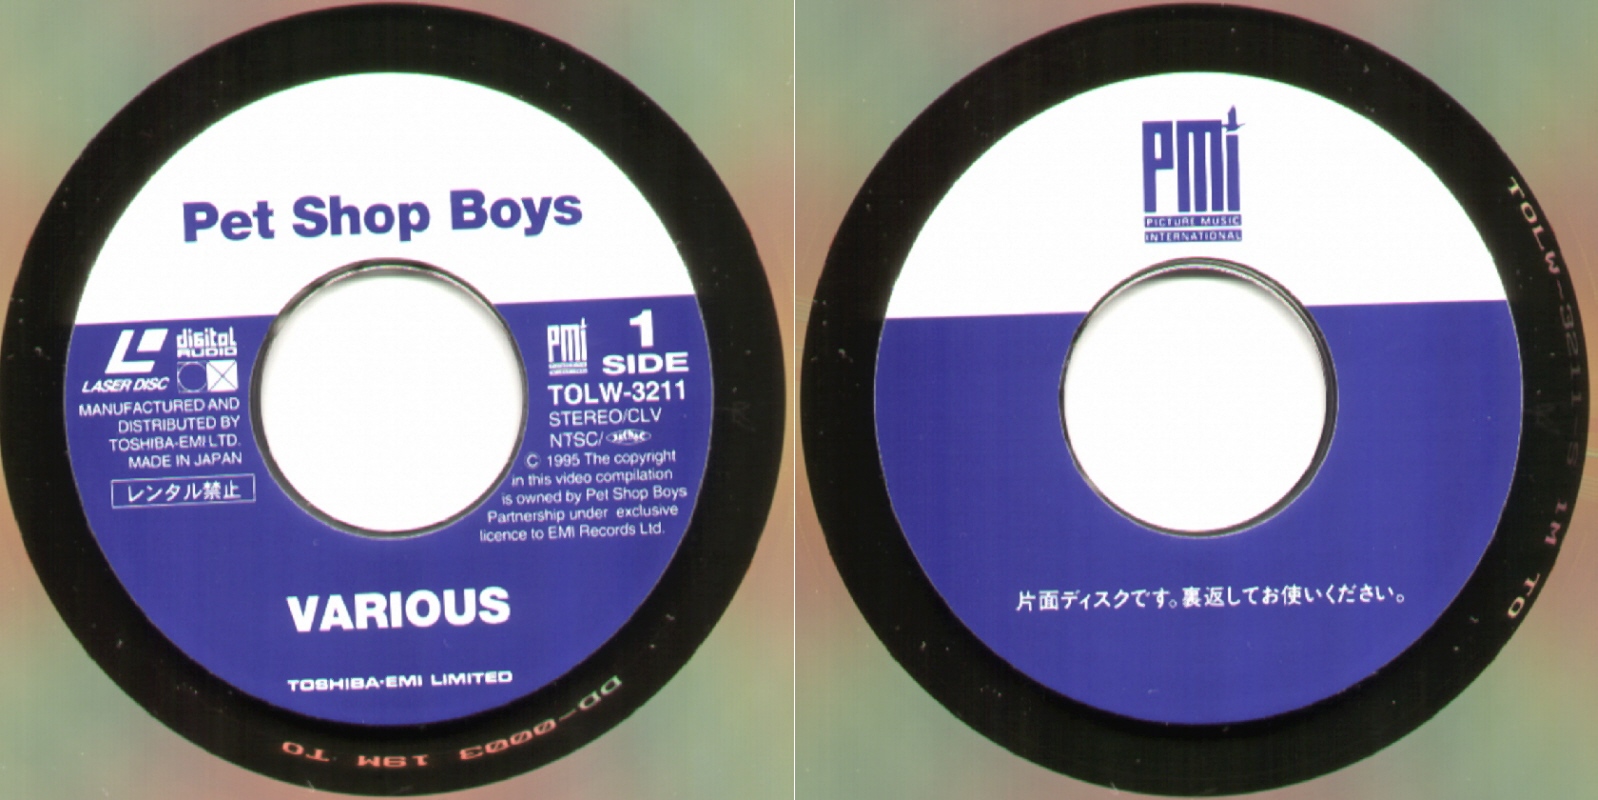 Pet Shop Boys
LASER DISC
digital
AUDIO
MANUFACTURED AND
DISTRIBUTED BY
TOSHIBA-EMI LTD.
MADE IN JAPAN
レンタル禁止
pmi
1
SIDE
TOLW-3211
STEREO/CLV
NTSC/
© 1995 The copyright
in this video compilation
is owned by Pet Shop Boys
Partnership under exclusive
licence to EMI Records Ltd.
VARIOUS
TOSHIBA-EMI LIMITED
DD-0003 19M TO
pmi
PICTURE MUSIC
INTERNATIONAL
片面ディスクです。裏返してお使いください。
TOLW-3211-S 1M TO